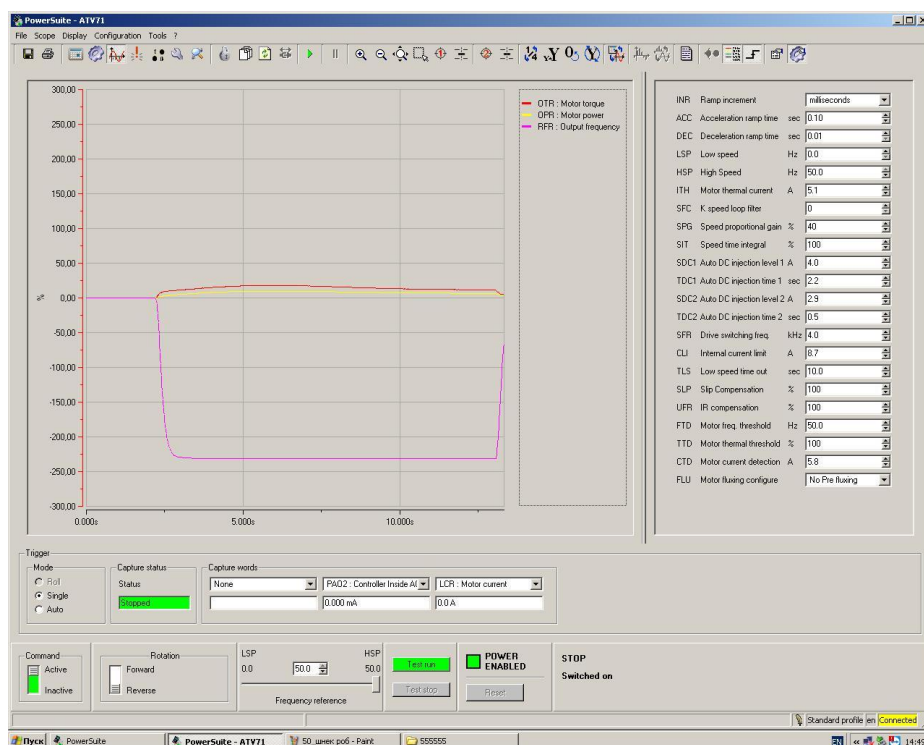 PowerSuite - ATV71
File Scope Display Configuration Tools ?
300,00
250,00
200,00
150,00
100,00
50,00
%
0,00
-50,00
-100,00
-150,00
-200,00
-250,00
-300,00
0.000s 5.000s 10.000s
OTR : Motor torque
OPR : Motor power
RFR : Output frequency
INR Ramp increment milliseconds
ACC Acceleration ramp time sec 0.10
DEC Deceleration ramp time sec 0.01
LSP Low speed Hz 0.0
HSP High Speed Hz 50.0
ITH Motor thermal current A 5.1
SFC K speed loop filter 0
SPG Speed proportional gain % 40
SIT Speed time integral % 100
SDC1 Auto DC injection level 1 A 4.0
TDC1 Auto DC injection time 1 sec 2.2
SDC2 Auto DC injection level 2 A 2.9
TDC2 Auto DC injection time 2 sec 0.5
SFR Drive switching freq. kHz 4.0
CLI Internal current limit A 8.7
TLS Low speed time out sec 10.0
SLP Slip Compensation % 100
UFR IR compensation % 100
FTD Motor freq. threshold Hz 50.0
TTD Motor thermal threshold % 100
CTD Motor current detection A 5.8
FLU Motor fluxing configure No Pre fluxing
Trigger
Mode
Roll
Single
Auto
Capture status
Status
Stopped
Capture words
None PAO2 : Controller Inside A( LCR : Motor current
0.000 mA 0.0 A
Command
Active
Inactive
Rotation
Forward
Reverse
LSP HSP
0.0 50.0 50.0
Frequency reference
Test run
Test stop
POWER
ENABLED
Reset
STOP
Switched on
Standard profile en Connected
Пуск PowerSuite PowerSuite - ATV71 50_шнек роб - Paint 555555 EN « 14:49